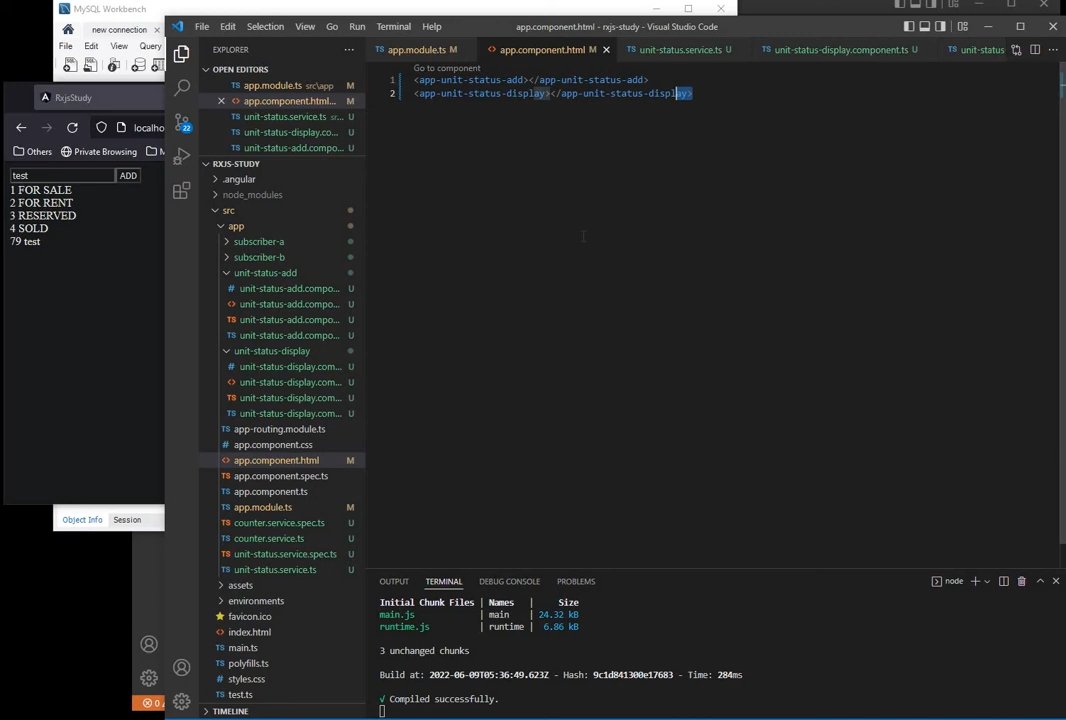 MySQL Workbench
new connection
File Edit View Query
RxjsStudy
localho
Others Private Browsing M
test ADD
1 FOR SALE
2 FOR RENT
3 RESERVED
4 SOLD
79 test
Object Info Session
0
File Edit Selection View Go Run Terminal Help
app.component.html - rxjs-study - Visual Studio Code
EXPLORER
OPEN EDITORS
app.module.ts src\app
app.component.html... M
unit-status.service.ts sr... U
unit-status-display.co... U
unit-status-add.compo... U
22
RXJS-STUDY
.angular
node_modules
src
app
subscriber-a
subscriber-b
unit-status-add
unit-status-add.compo... U
unit-status-add.compo... U
unit-status-add.compo... U
unit-status-add.compo... U
unit-status-display
unit-status-display.com... U
unit-status-display.com... U
unit-status-display.com... U
unit-status-display.com... U
app-routing.module.ts
app.component.css
app.component.html M
app.component.spec.ts
app.component.ts
app.module.ts M
counter.service.spec.ts U
counter.service.ts U
unit-status.service.spec.ts U
unit-status.service.ts U
assets
environments
favicon.ico
index.html
main.ts
polyfills.ts
styles.css
test.ts
TIMELINE
app.module.ts M app.component.html M unit-status.service.ts U unit-status-display.component.ts U unit-status
Go to component
1 <app-unit-status-add></app-unit-status-add>
2 <app-unit-status-display></app-unit-status-display>
OUTPUT TERMINAL DEBUG CONSOLE PROBLEMS
node
Initial Chunk Files | Names | Size
main.js | main | 24.32 kB
runtime.js | runtime | 6.86 kB
3 unchanged chunks
Build at: 2022-06-09T05:36:49.623Z - Hash: 9c1d841300e17683 - Time: 284ms
√ Compiled successfully.